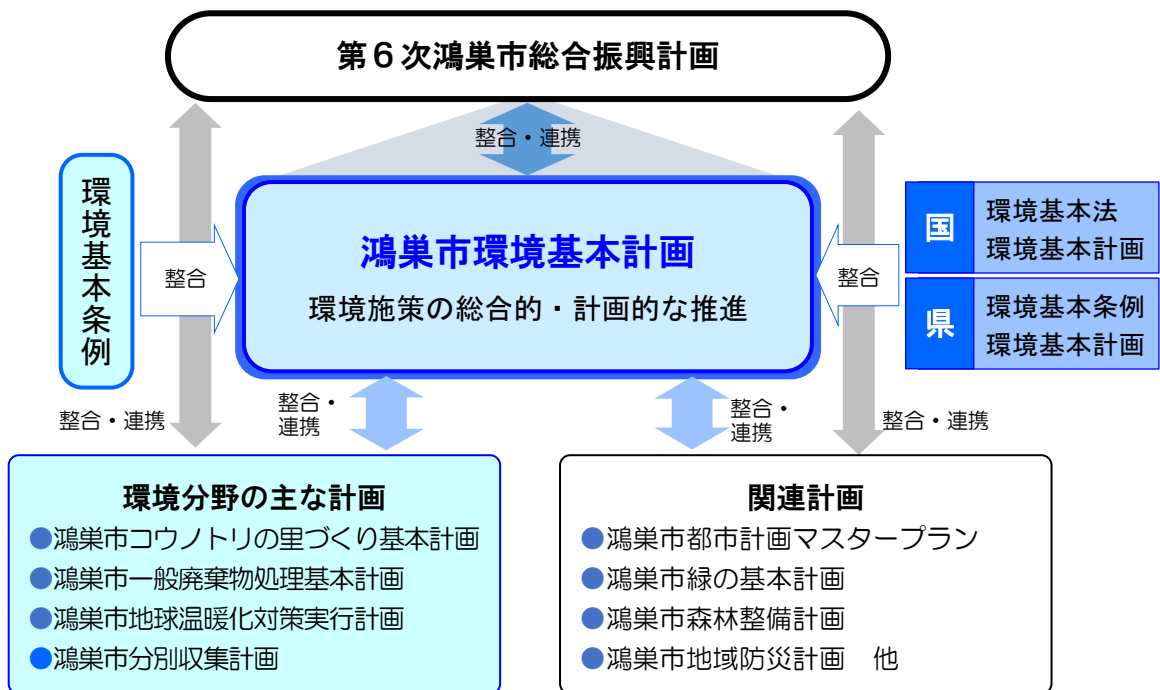 第６次鴻巣市総合振興計画
整合・連携
環境基本条例
整合
鴻巣市環境基本計画
環境施策の総合的・計画的な推進
整合
国
環境基本法
環境基本計画
県
環境基本条例
環境基本計画
整合・連携
整合・
連携
整合・
連携
整合・連携
環境分野の主な計画
●鴻巣市コウノトリの里づくり基本計画
●鴻巣市一般廃棄物処理基本計画
●鴻巣市地球温暖化対策実行計画
●鴻巣市分別収集計画
関連計画
●鴻巣市都市計画マスタープラン
●鴻巣市緑の基本計画
●鴻巣市森林整備計画
●鴻巣市地域防災計画　他